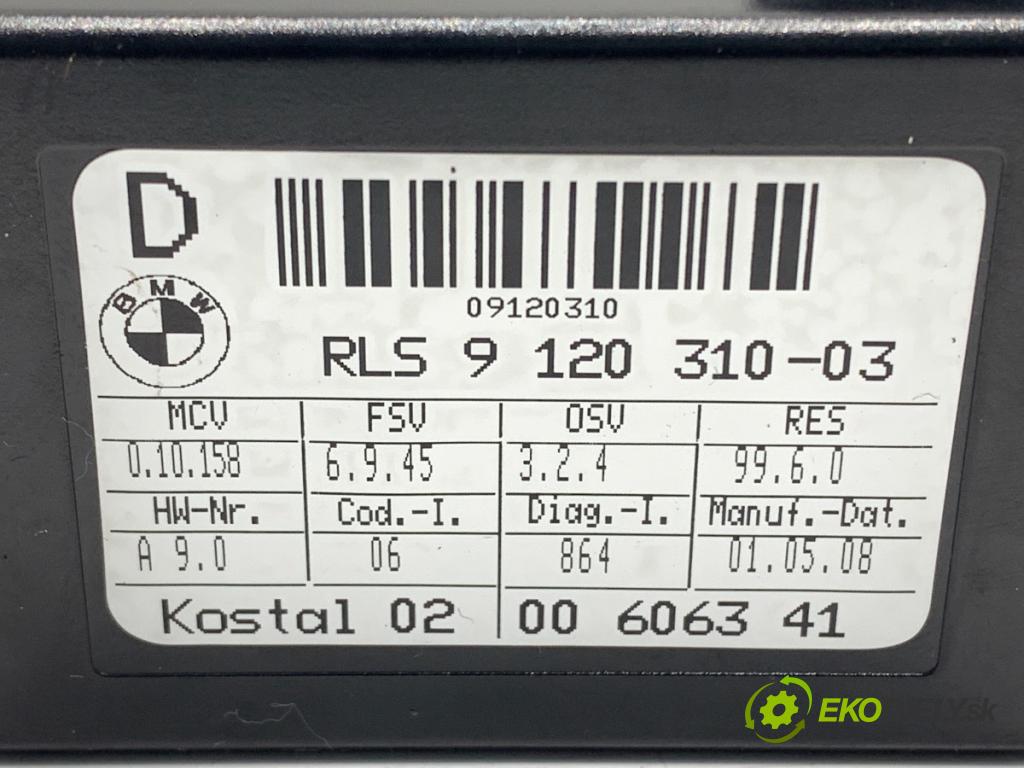 D
BMW
09120310
RLS 9 120 310-03
MCV FSV OSV RES
0.10.158 6.9.45 3.2.4 99.6.0
HW-Nr. Cod.-I. Diag.-I. Manuf.-Dat.
A 9.0 06 864 01.05.08
Kostal 02 00 6063 41
EKO